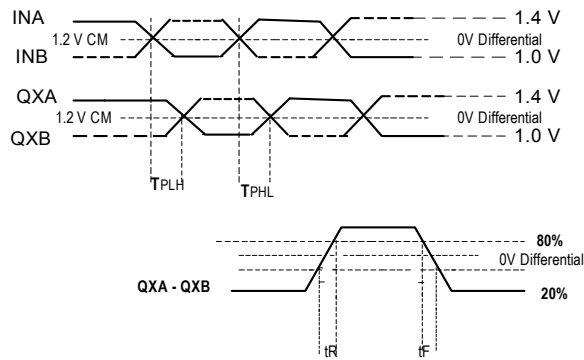 INA 1.4 V
1.2 V CM 0V Differential
INB 1.0 V
QXA 1.4 V
1.2 V CM 0V Differential
QXB 1.0 V
TPLH TPHL
80%
0V Differential
QXA - QXB 20%
tR tF